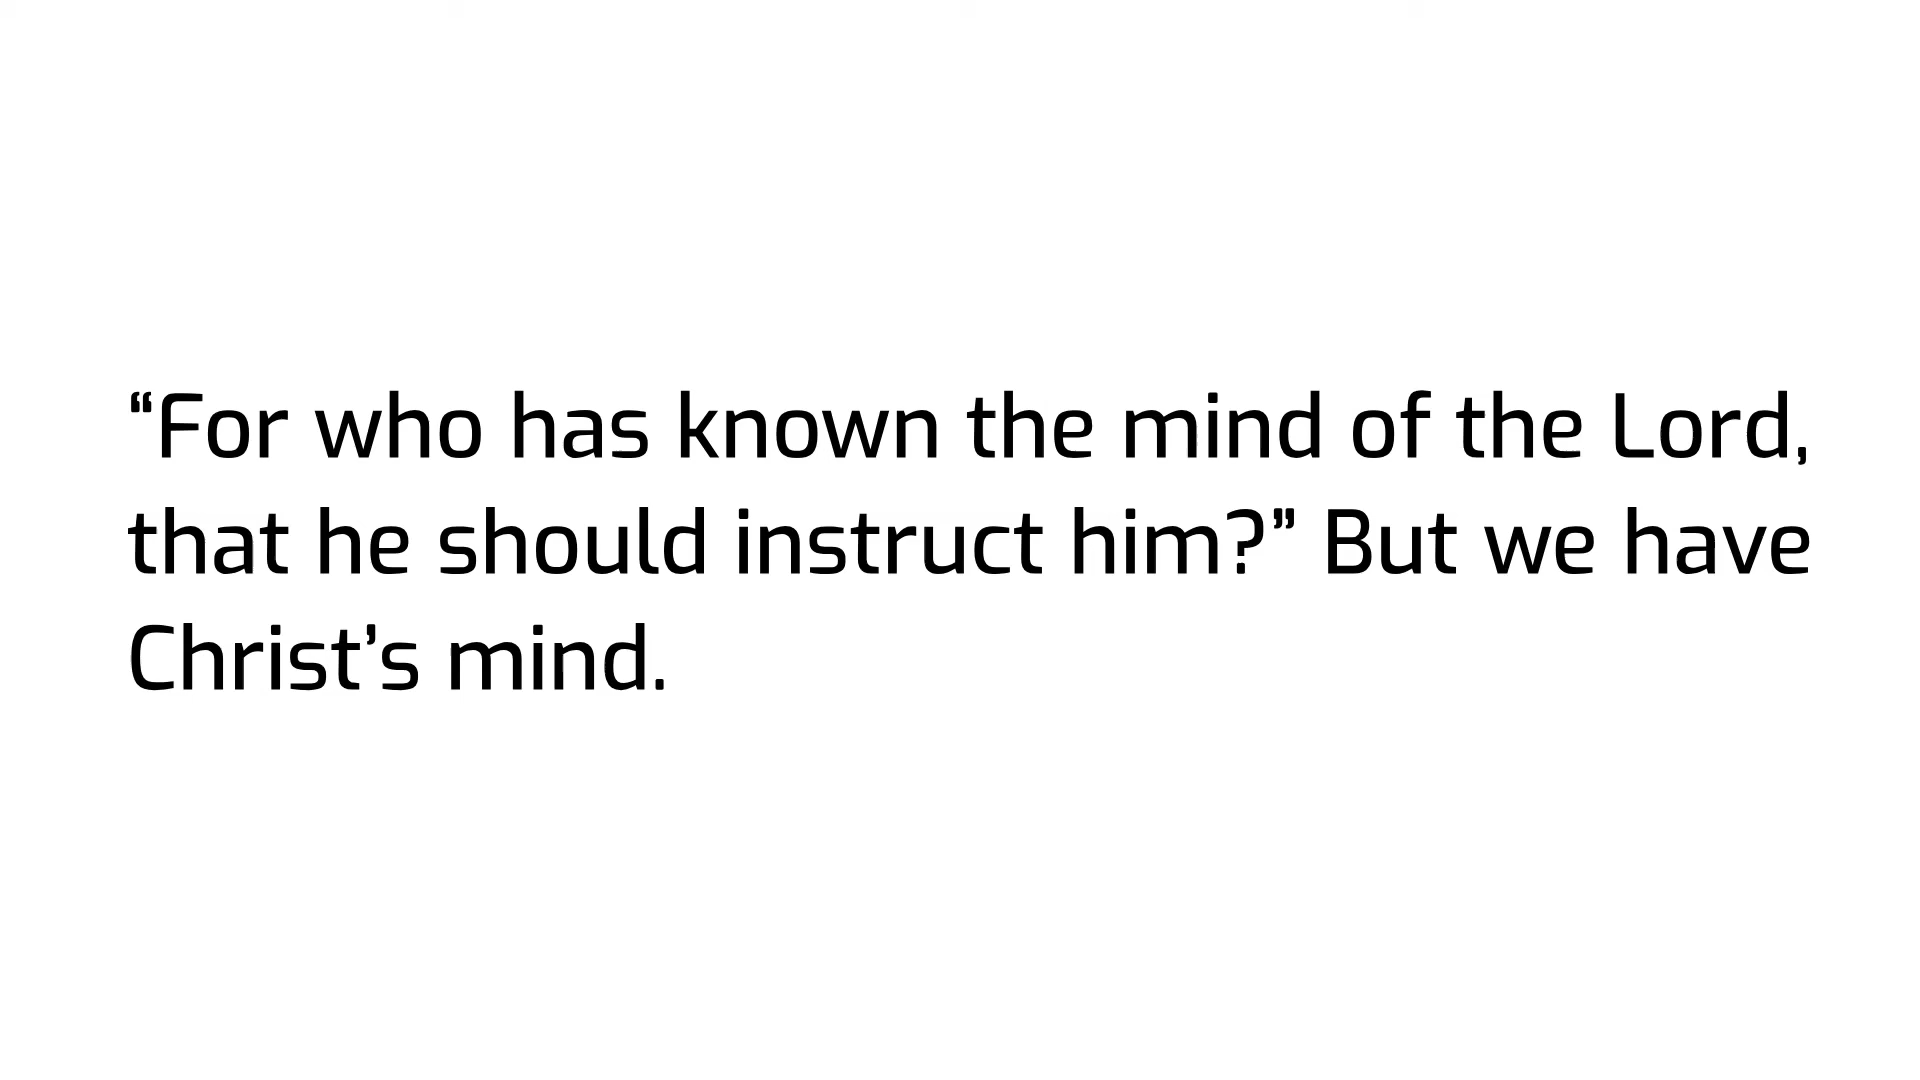 “For who has known the mind of the Lord,
that he should instruct him?” But we have
Christ’s mind.